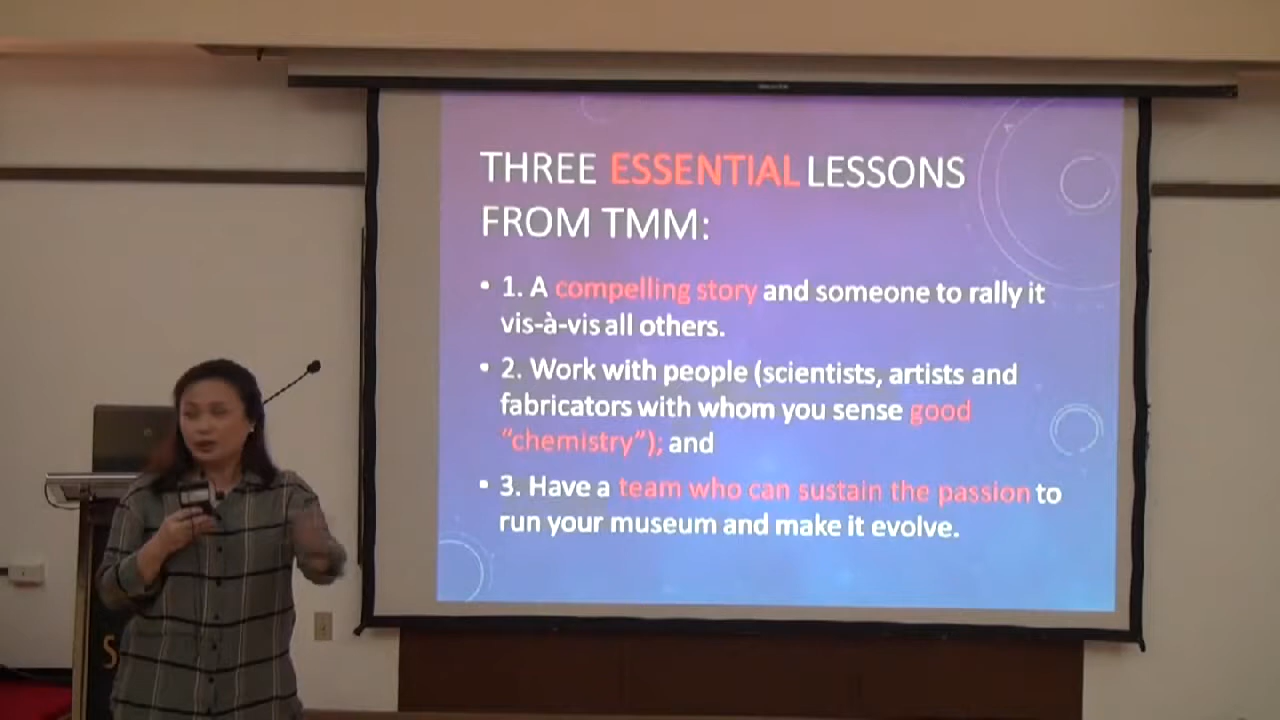 THREE ESSENTIAL LESSONS
FROM TMM:
• 1. A compelling story and someone to rally it
vis-à-vis all others.
• 2. Work with people (scientists, artists and
fabricators with whom you sense good
“chemistry”); and
• 3. Have a team who can sustain the passion to
run your museum and make it evolve.
S